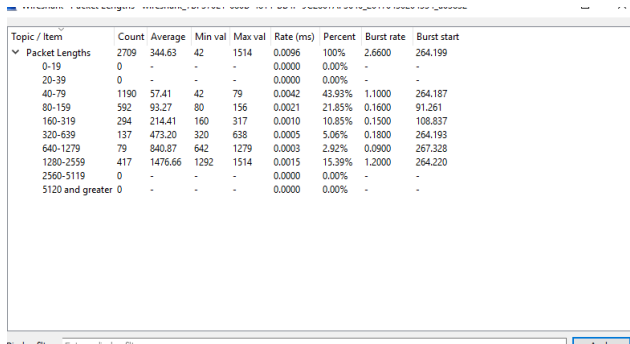 Topic / Item Count Average Min val Max val Rate (ms) Percent Burst rate Burst start
Packet Lengths 2709 344.63 42 1514 0.0096 100% 2.6600 264.199
0-19 0 - - - 0.0000 0.00% - -
20-39 0 - - - 0.0000 0.00% - -
40-79 1190 57.41 42 79 0.0042 43.93% 1.1000 264.187
80-159 592 93.27 80 156 0.0021 21.85% 0.1600 91.261
160-319 294 214.41 160 317 0.0010 10.85% 0.1500 108.837
320-639 137 473.20 320 638 0.0005 5.06% 0.1800 264.193
640-1279 79 840.87 642 1279 0.0003 2.92% 0.0900 267.328
1280-2559 417 1476.66 1292 1514 0.0015 15.39% 1.2000 264.220
2560-5119 0 - - - 0.0000 0.00% - -
5120 and greater 0 - - - 0.0000 0.00% - -